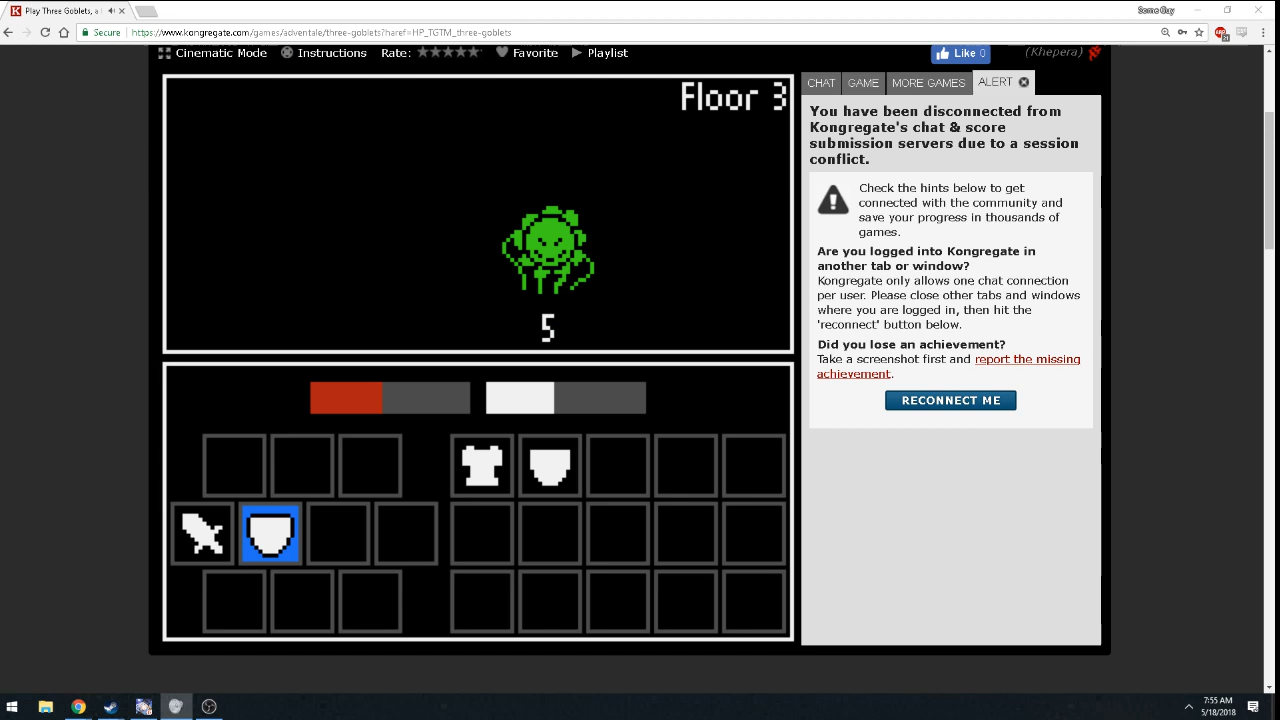 Play Three Goblets, a
Some Guy
Secure
https://www.kongregate.com/games/adventale/three-goblets?haref=HP_TGTM_three-goblets
Cinematic Mode Instructions Rate: Favorite Playlist
Like 0
(Khepera)
Floor 3
5
CHAT GAME MORE GAMES ALERT
You have been disconnected from
Kongregate's chat & score
submission servers due to a session
conflict.
Check the hints below to get
connected with the community and
save your progress in thousands of
games.
Are you logged into Kongregate in
another tab or window?
Kongregate only allows one chat connection
per user. Please close other tabs and windows
where you are logged in, then hit the
'reconnect' button below.
Did you lose an achievement?
Take a screenshot first and report the missing
achievement.
RECONNECT ME
7:55 AM
5/18/2018